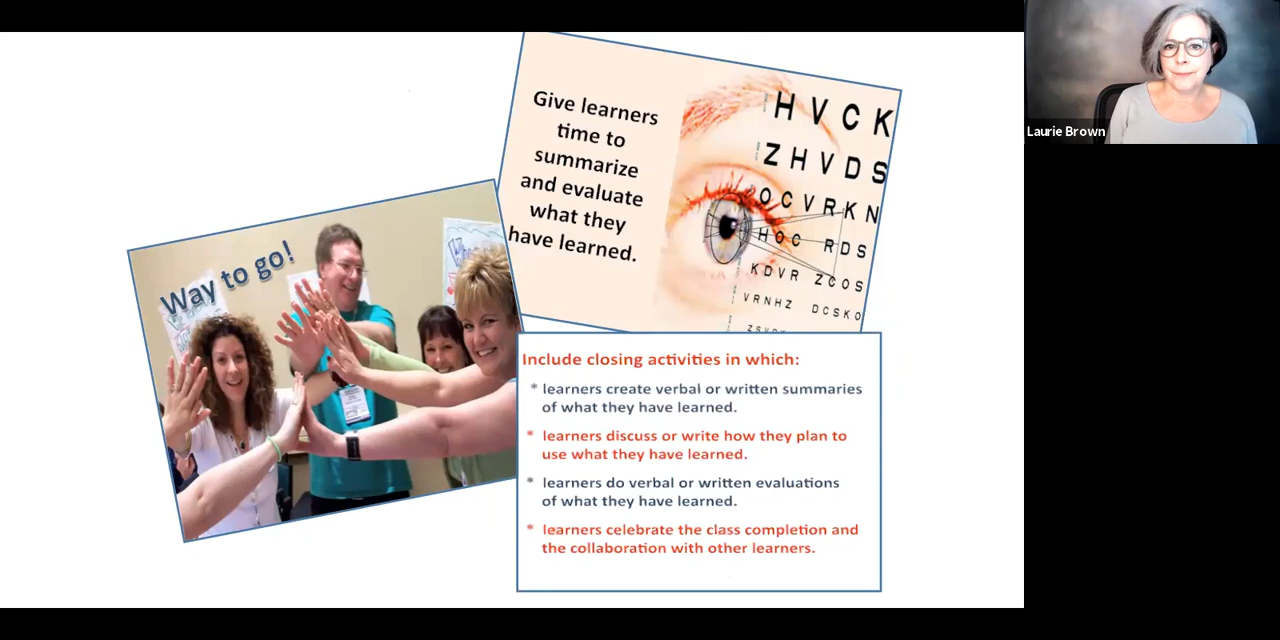 Give learners
time to
summarize
and evaluate
what they
have learned.
H V C K
Z H V D S
O C V R K N
H O C R D S
K D V R Z C O S
V R N H Z D C S K O
Way to go!
Include closing activities in which:
* learners create verbal or written summaries
of what they have learned.
* learners discuss or write how they plan to
use what they have learned.
* learners do verbal or written evaluations
of what they have learned.
* learners celebrate the class completion and
the collaboration with other learners.
Laurie Brown